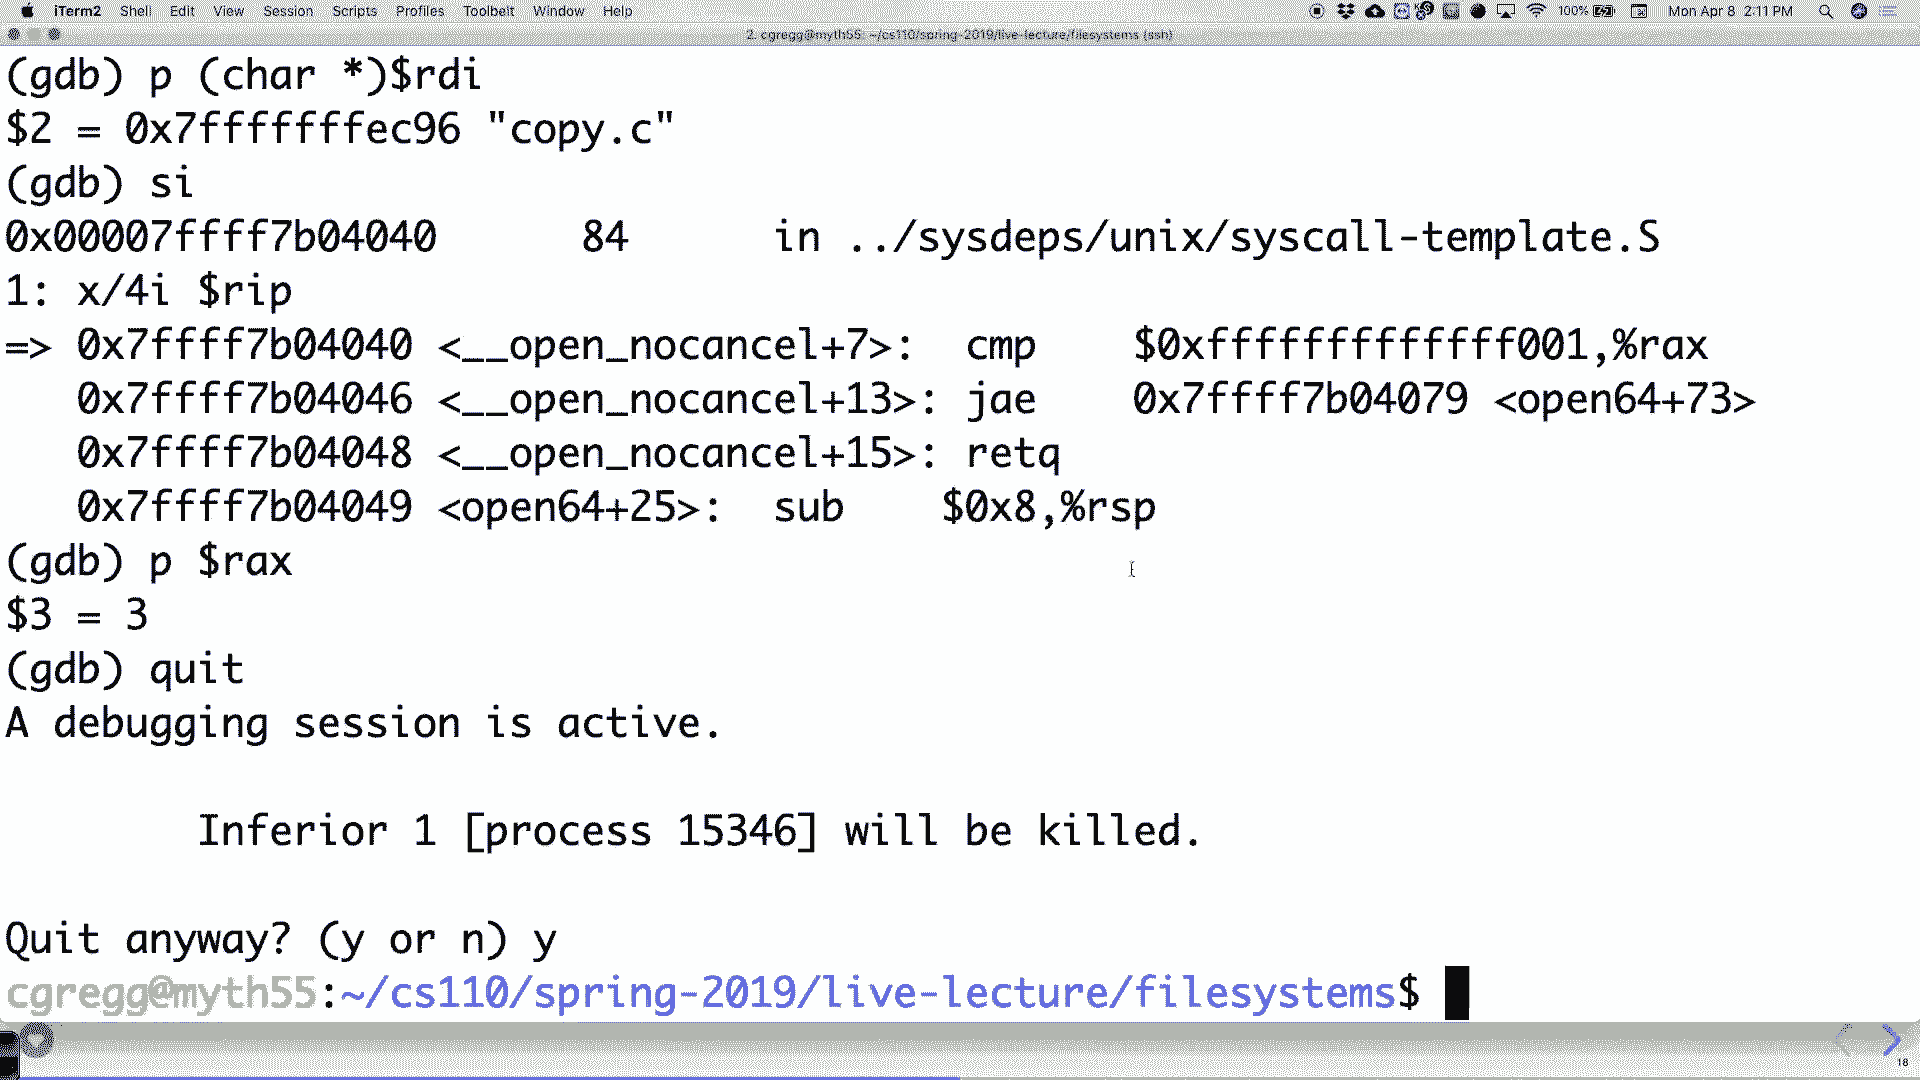 iTerm2 Shell Edit View Session Scripts Profiles Toolbelt Window Help 100% Mon Apr 8 2:11 PM
2. cgregg@myth55: ~/cs110/spring-2019/live-lecture/filesystems (ssh)
(gdb) p (char *)$rdi
$2 = 0x7fffffffec96 "copy.c"
(gdb) si
0x00007ffff7b04040 84 in ../sysdeps/unix/syscall-template.S
1: x/4i $rip
=> 0x7ffff7b04040 <__open_nocancel+7>: cmp $0xfffffffffffff001,%rax
0x7ffff7b04046 <__open_nocancel+13>: jae 0x7ffff7b04079 <open64+73>
0x7ffff7b04048 <__open_nocancel+15>: retq
0x7ffff7b04049 <open64+25>: sub $0x8,%rsp
(gdb) p $rax
$3 = 3
(gdb) quit
A debugging session is active.
Inferior 1 [process 15346] will be killed.
Quit anyway? (y or n) y
cgregg@myth55:~/cs110/spring-2019/live-lecture/filesystems$
18